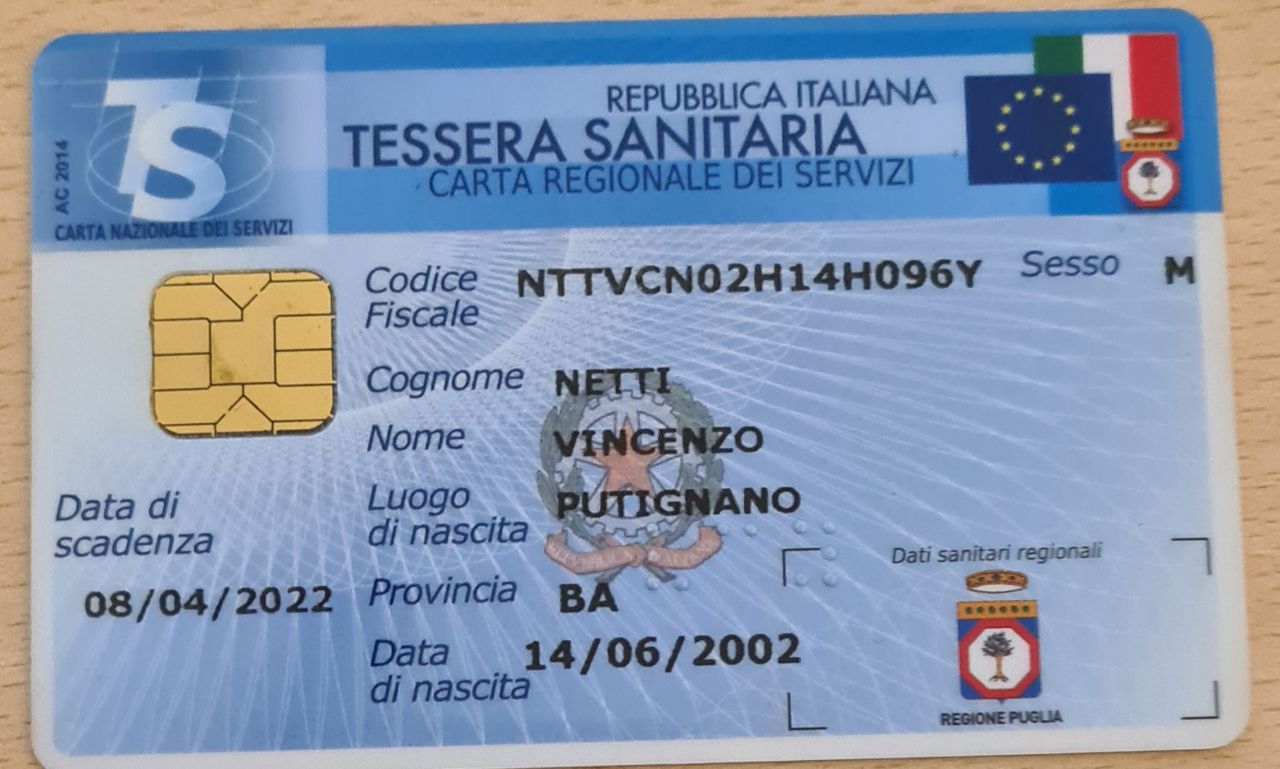 REPUBBLICA ITALIANA
TESSERA SANITARIA
CARTA REGIONALE DEI SERVIZI
TS
AC 2014
CARTA NAZIONALE DEI SERVIZI
Codice Fiscale NTTVCN02H14H096Y Sesso M
Cognome NETTI
Nome VINCENZO
Luogo di nascita PUTIGNANO
Data di scadenza
08/04/2022
Provincia BA
Data di nascita 14/06/2002
Dati sanitari regionali
REGIONE PUGLIA